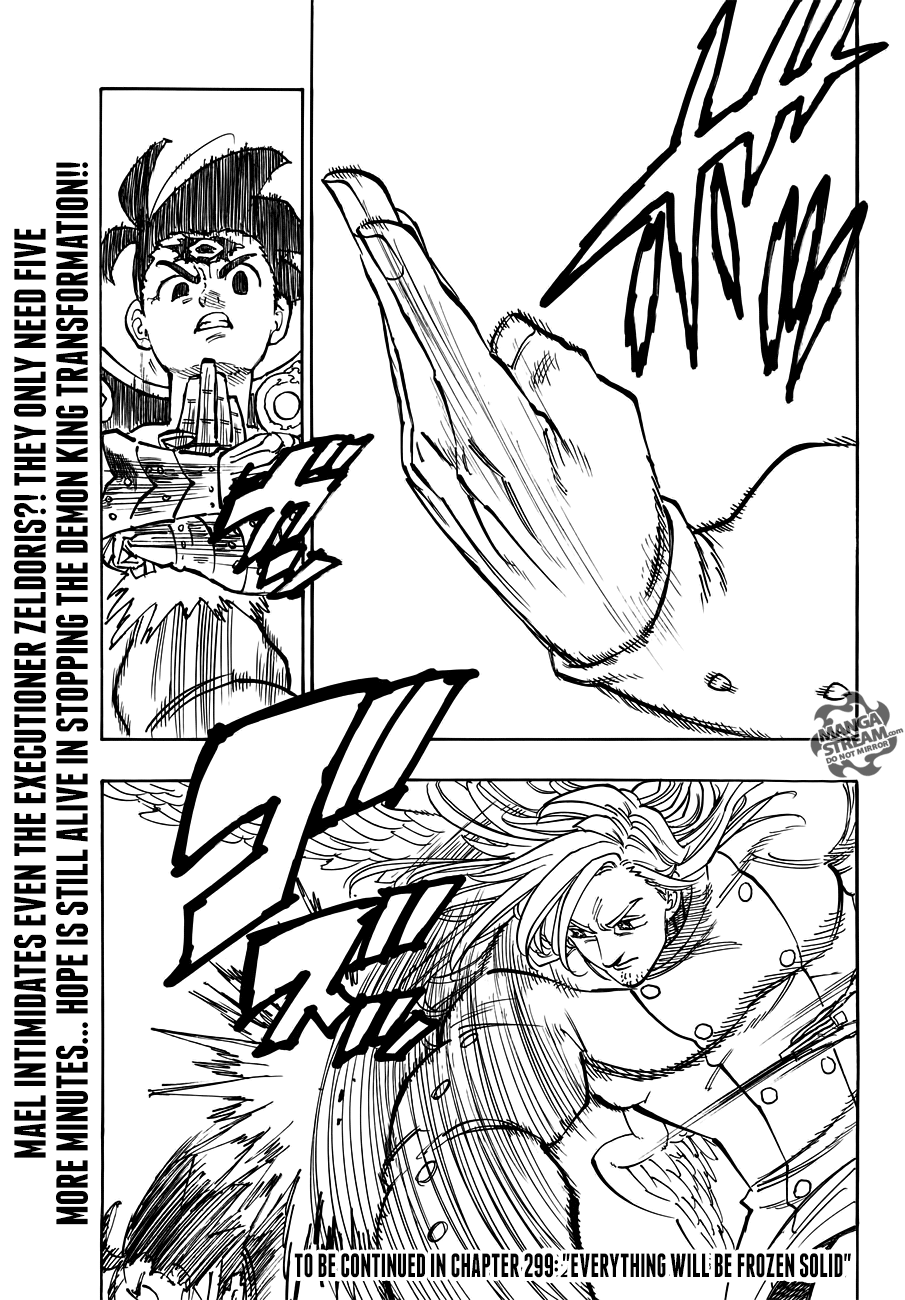 MAEL INTIMIDATES EVEN THE EXECUTIONER ZELDORIS?! THEY ONLY NEED FIVE
MORE MINUTES... HOPE IS STILL ALIVE IN STOPPING THE DEMON KING TRANSFORMATION!!
MANGA
STREAM.com
DO NOT MIRROR
TO BE CONTINUED IN CHAPTER 299: "EVERYTHING WILL BE FROZEN SOLID"